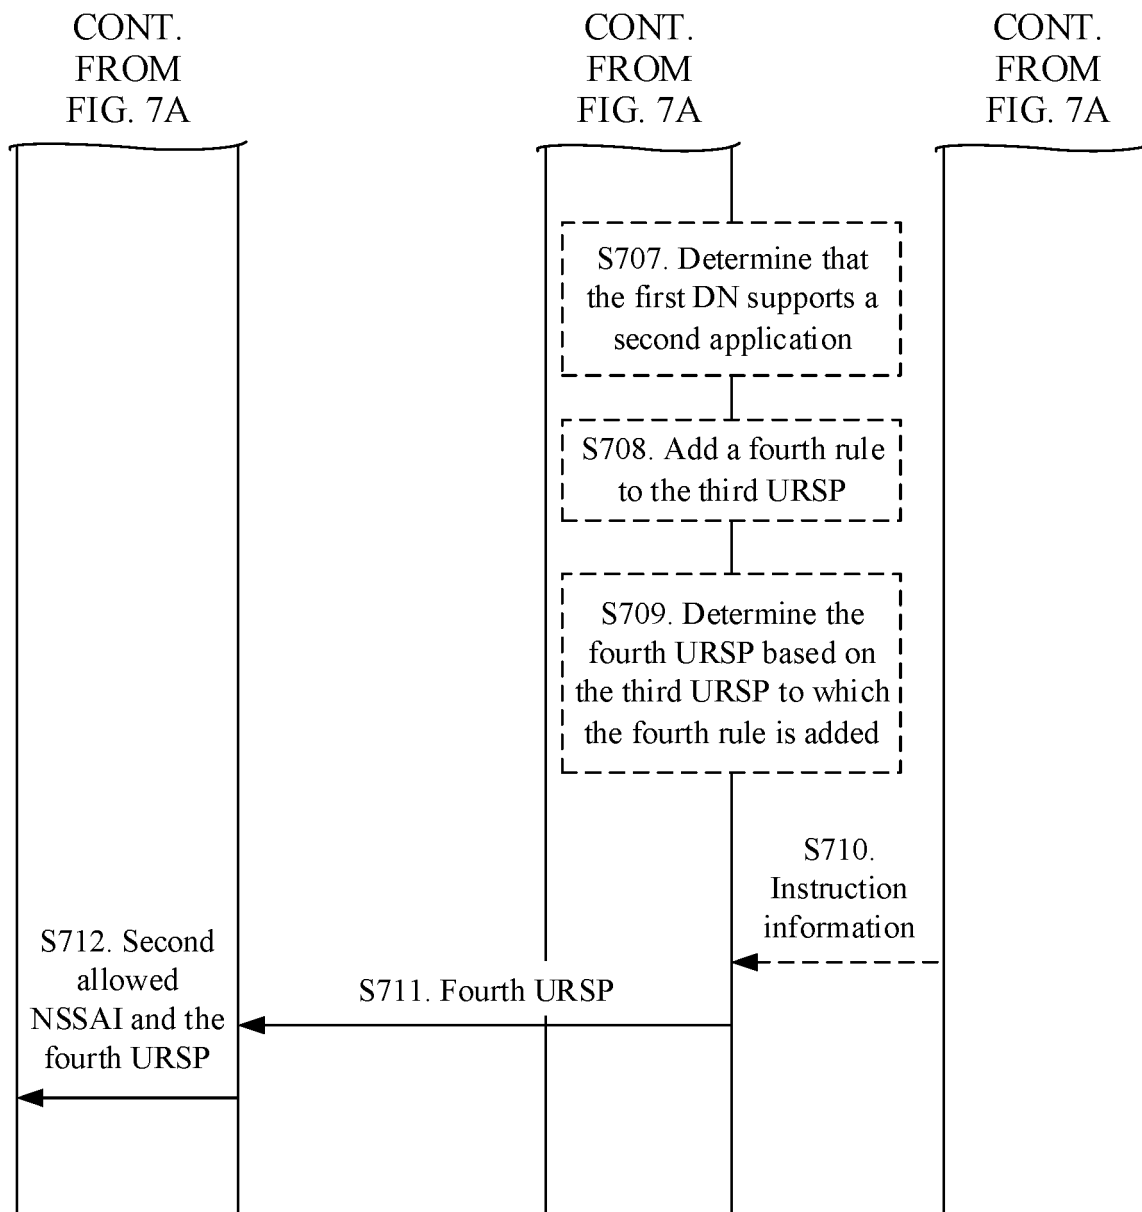 CONT.
FROM
FIG. 7A
CONT.
FROM
FIG. 7A
CONT.
FROM
FIG. 7A
S707. Determine that
the first DN supports a
second application
S708. Add a fourth rule
to the third URSP
S709. Determine the
fourth URSP based on
the third URSP to which
the fourth rule is added
S710.
Instruction
information
S711. Fourth URSP
S712. Second
allowed
NSSAI and the
fourth URSP